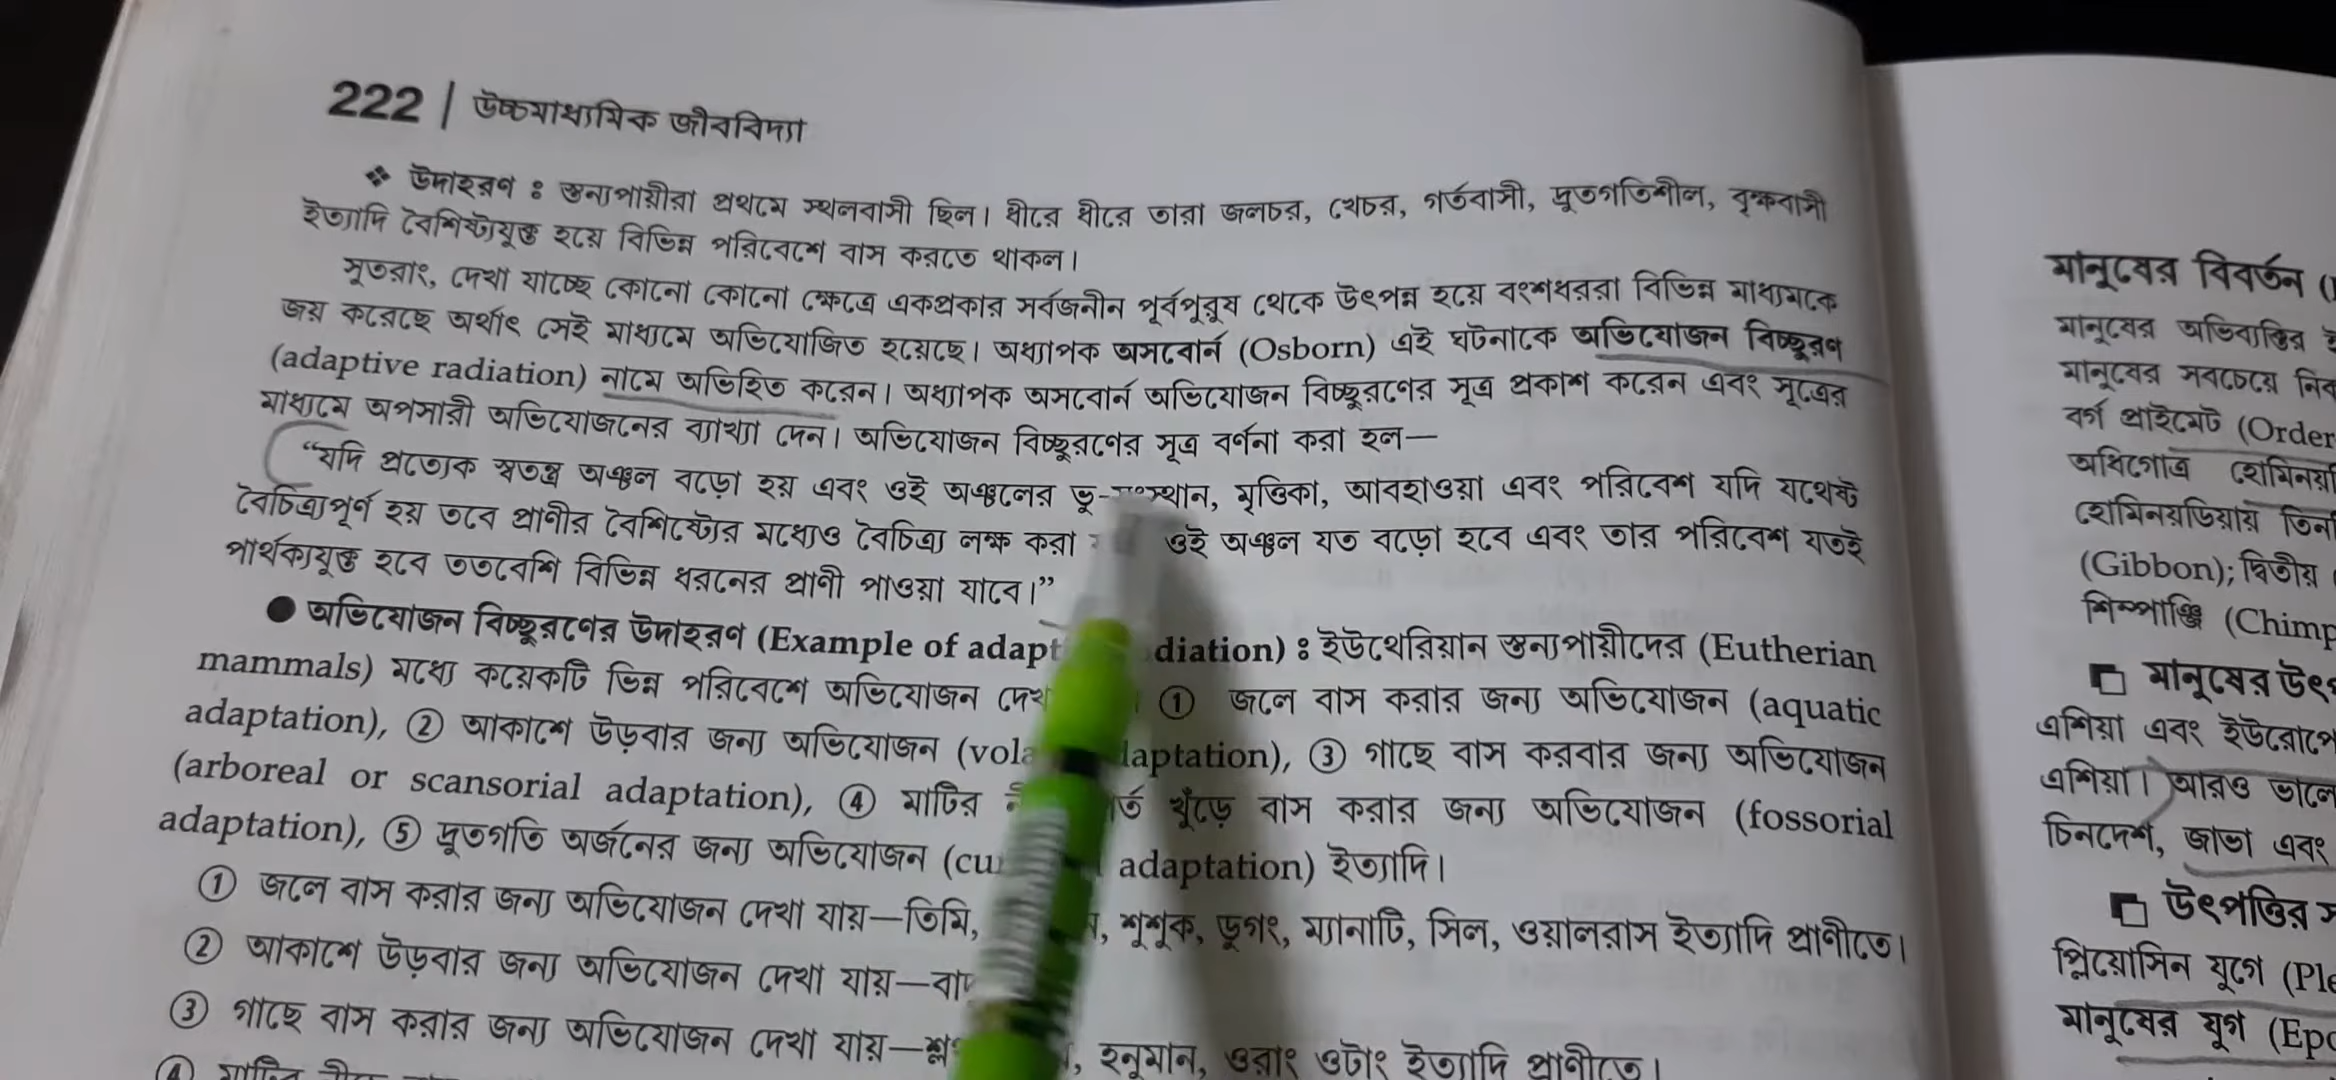 222 | উচ্চমাধ্যমিক জীববিদ্যা
❖ উদাহরণ : স্তন্যপায়ীরা প্রথমে স্থলবাসী ছিল। ধীরে ধীরে তারা জলচর, খেচর, গর্তবাসী, দ্রুতগতিশীল, বৃক্ষবাসী
ইত্যাদি বৈশিষ্ট্যযুক্ত হয়ে বিভিন্ন পরিবেশে বাস করতে থাকল।
সুতরাং, দেখা যাচ্ছে কোনো কোনো ক্ষেত্রে একপ্রকার সর্বজনীন পূর্বপুরুষ থেকে উৎপন্ন হয়ে বংশধররা বিভিন্ন মাধ্যমকে
জয় করেছে অর্থাৎ সেই মাধ্যমে অভিযোজিত হয়েছে। অধ্যাপক অসবোর্ন (Osborn) এই ঘটনাকে অভিযোজন বিচ্ছুরণ
(adaptive radiation) নামে অভিহিত করেন। অধ্যাপক অসবোর্ন অভিযোজন বিচ্ছুরণের সূত্র প্রকাশ করেন এবং সূত্রের
মাধ্যমে অপসারী অভিযোজনের ব্যাখ্যা দেন। অভিযোজন বিচ্ছুরণের সূত্র বর্ণনা করা হল—
“যদি প্রত্যেক স্বতন্ত্র অঞ্চল বড়ো হয় এবং ওই অঞ্চলের ভূ-সংস্থান, মৃত্তিকা, আবহাওয়া এবং পরিবেশ যদি যথেষ্ট
বৈচিত্র্যপূর্ণ হয় তবে প্রাণীর বৈশিষ্ট্যের মধ্যেও বৈচিত্র্য লক্ষ করা ওই অঞ্চল যত বড়ো হবে এবং তার পরিবেশ যতই
পার্থক্যযুক্ত হবে ততবেশি বিভিন্ন ধরনের প্রাণী পাওয়া যাবে।”
● অভিযোজন বিচ্ছুরণের উদাহরণ (Example of adapt diation) : ইউথেরিয়ান স্তন্যপায়ীদের (Eutherian
mammals) মধ্যে কয়েকটি ভিন্ন পরিবেশে অভিযোজন দেখ ① জলে বাস করার জন্য অভিযোজন (aquatic
adaptation), ② আকাশে উড়বার জন্য অভিযোজন (vola daptation), ③ গাছে বাস করবার জন্য অভিযোজন
(arboreal or scansorial adaptation), ④ মাটির র্ত খুঁড়ে বাস করার জন্য অভিযোজন (fossorial
adaptation), ⑤ দ্রুতগতি অর্জনের জন্য অভিযোজন (cu adaptation) ইত্যাদি।
① জলে বাস করার জন্য অভিযোজন দেখা যায়—তিমি, শুশুক, ডুগং, ম্যানাটি, সিল, ওয়ালরাস ইত্যাদি প্রাণীতে।
② আকাশে উড়বার জন্য অভিযোজন দেখা যায়—বাদু
③ গাছে বাস করার জন্য অভিযোজন দেখা যায়—শ্ল হনুমান, ওরাং ওটাং ইত্যাদি প্রাণীতে।
মানুষের বিবর্তন (
মানুষের অভিব্যক্তির
মানুষের সবচেয়ে নিক
বর্গ প্রাইমেট (Order
অধিগোত্র হোমিনয়
হোমিনয়ডিয়ায় তিন
(Gibbon); দ্বিতীয়
শিম্পাঞ্জি (Chimp
❑ মানুষের উৎ
এশিয়া এবং ইউরোপে
এশিয়া। আরও ভালো
চিনদেশ, জাভা এবং
❑ উৎপত্তির স
প্লিয়োসিন যুগে (Ple
মানুষের যুগ (Epo